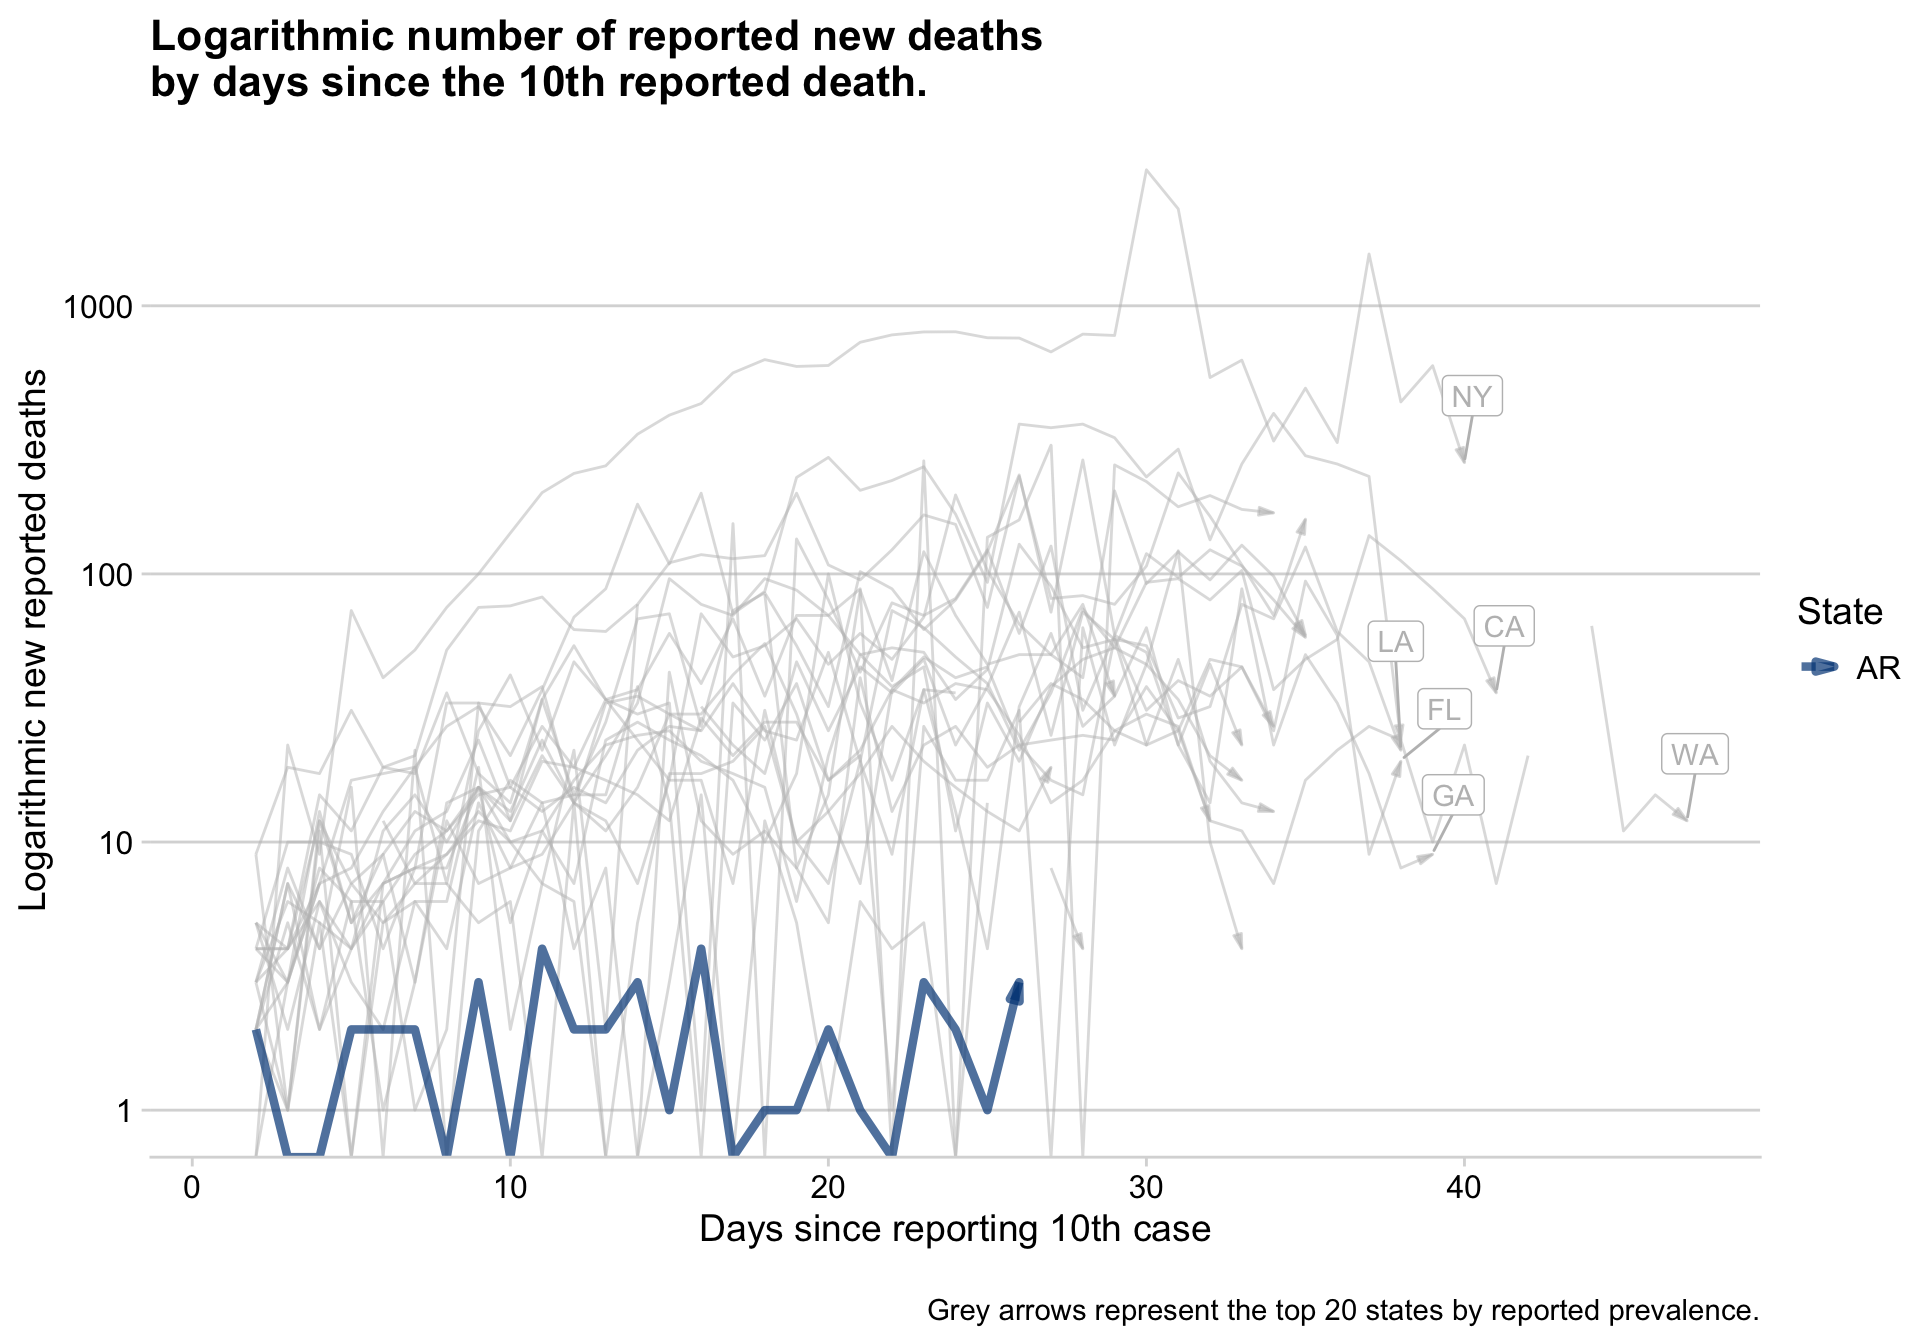 Logarithmic number of reported new deaths
by days since the 10th reported death.
Logarithmic new reported deaths
1000
100
10
1
NY
CA
LA
FL
WA
GA
State
AR
0 10 20 30 40
Days since reporting 10th case
Grey arrows represent the top 20 states by reported prevalence.